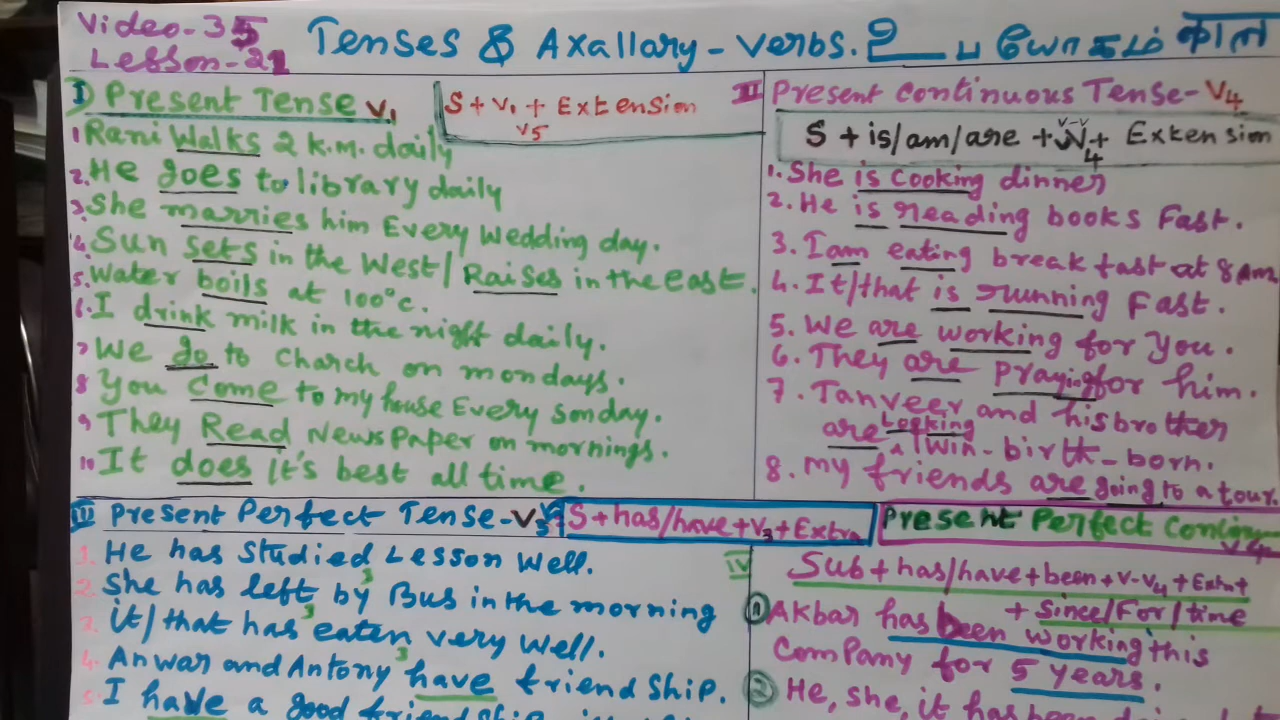 Video-35
Lesson-21
Tenses & Axallary-Verbs. உபயோகம் काल
I) Present Tense V1
S + V1 + Extension
V5
1. Rani Walks 2 k.m. daily
2. He goes to library daily
3. She marries him Every Wedding day.
4. Sun sets in the West/ Raises in the East.
5. Water boils at 100°c.
6. I drink milk in the night daily.
7 We go to Charch on mondays.
8 You Come to my house Every sonday.
9 They Read News Paper on mornings.
10 It does it's best all time.
II Present Continuous Tense-V4
S + is/am/are + V4 + Extension
1. She is cooking dinner
2. He is reading books Fast.
3. I am eating break fast at 8 Am
4. It/that is running Fast.
5. We are working for You.
6. They are praying for him.
7. Tanveer and his brother
are Looking a Twin-birth-born.
8. My friends are going to a tour.
III Present Perfect Tense-V3
S+has/have+V3+Extra
1. He has Studied Lesson Well.
2. She has left by Bus in the morning
3. it/that has eaten very Well.
4. Anwar and Antony have friend Ship.
5. I have a good
Present Perfect Continu
V4
IV Sub+has/have+been+V-V4+Extnt
+ Since/For/time
1 Akbar has been working this
Company for 5 years.
2 He, she, it has been